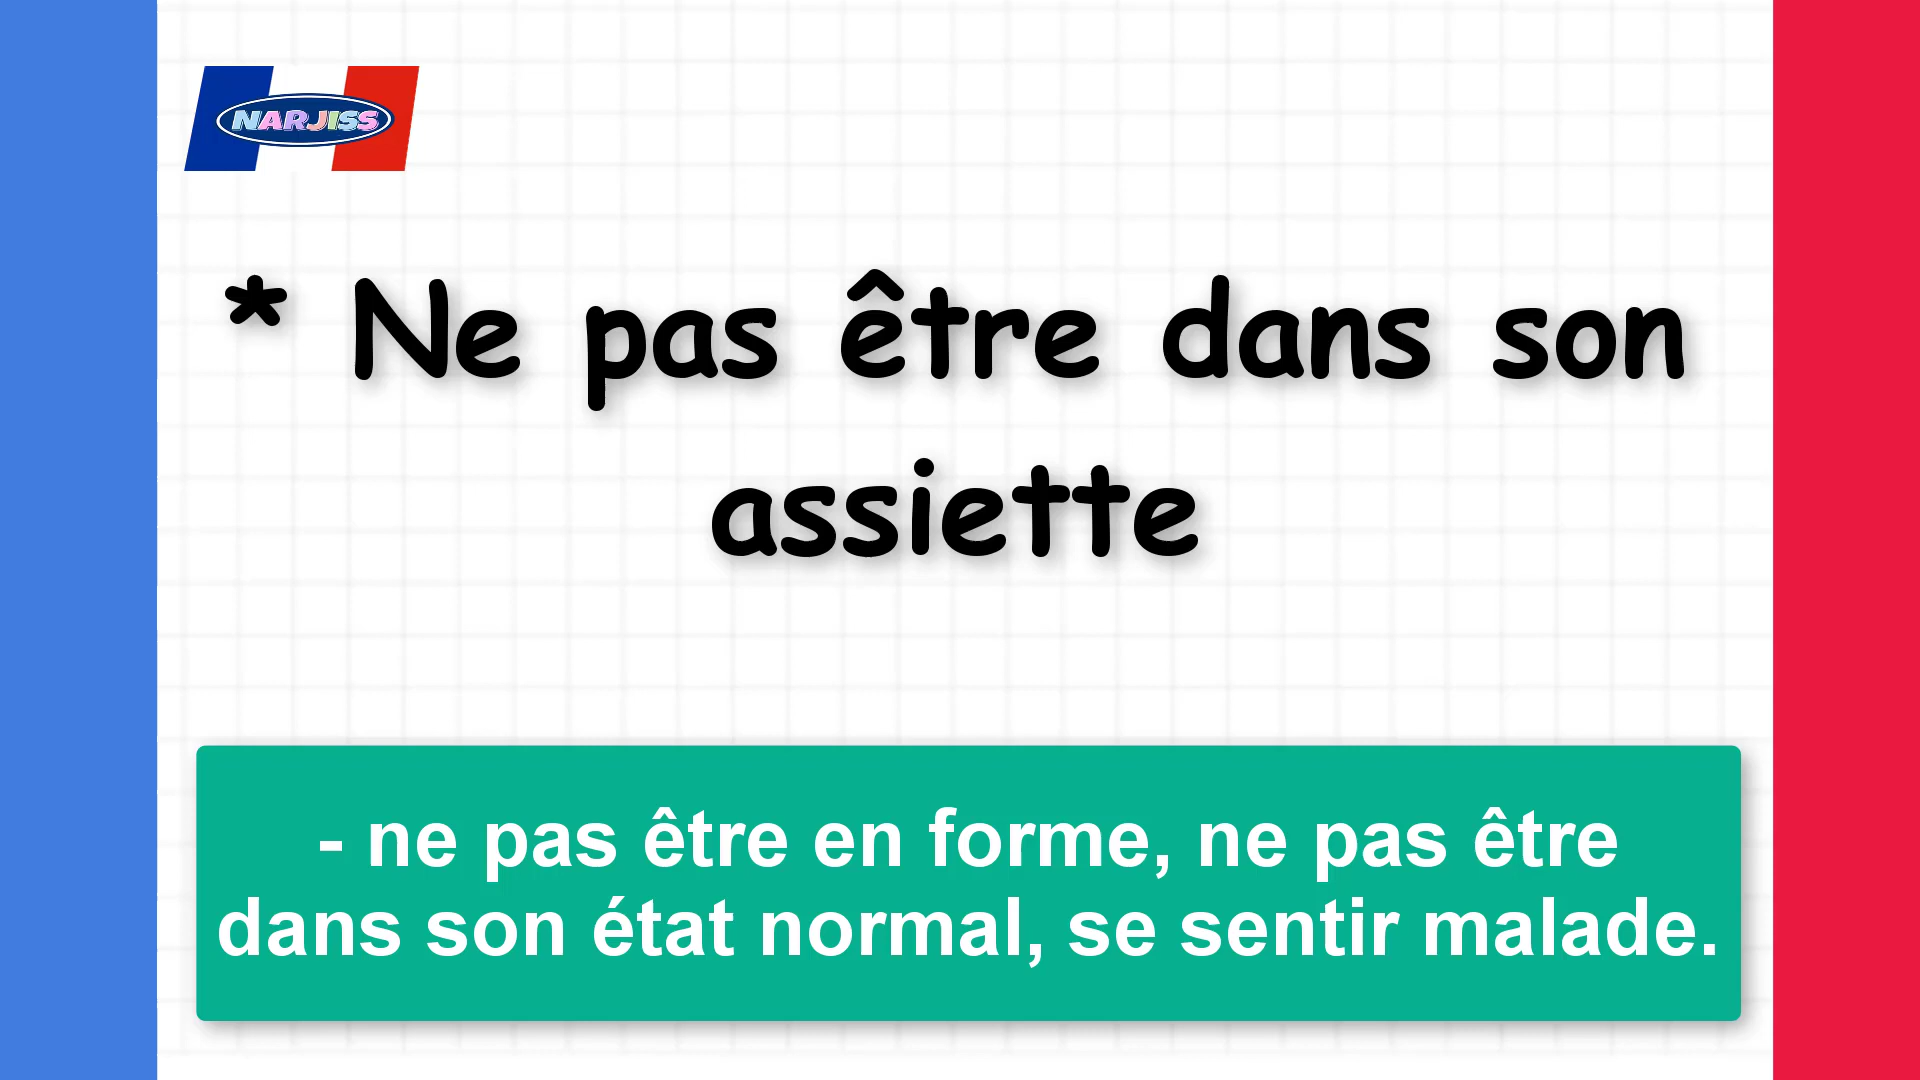 NARJISS
* Ne pas être dans son
assiette
- ne pas être en forme, ne pas être
dans son état normal, se sentir malade.